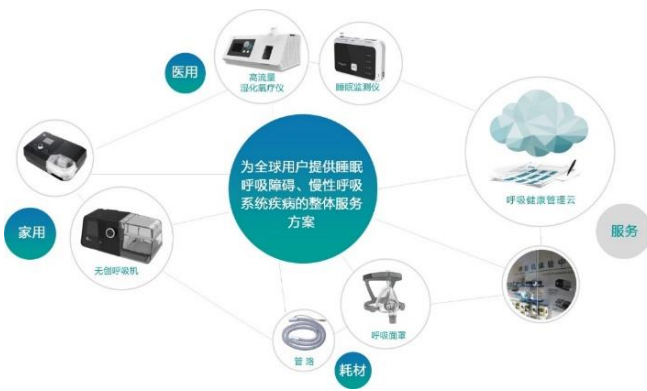 医用
高流量
湿化氧疗仪
睡眠监测仪
为全球用户提供睡眠
呼吸障碍、慢性呼吸
系统疾病的整体服务
方案
呼吸健康管理云
家用
服务
无创呼吸机
呼吸面罩
管 路
耗材